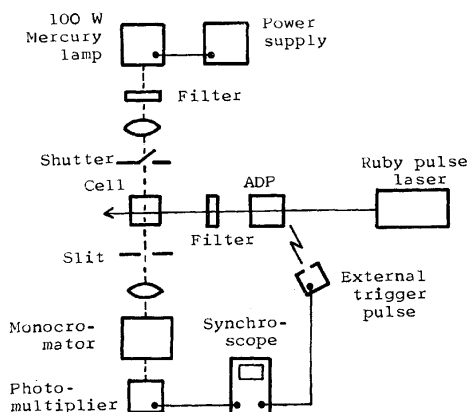 100 W
Mercury
lamp
Power
supply
Filter
Shutter
Cell
ADP
Ruby pulse
laser
Filter
Slit
External
trigger
pulse
Monocro-
mator
Synchro-
scope
Photo-
multiplier